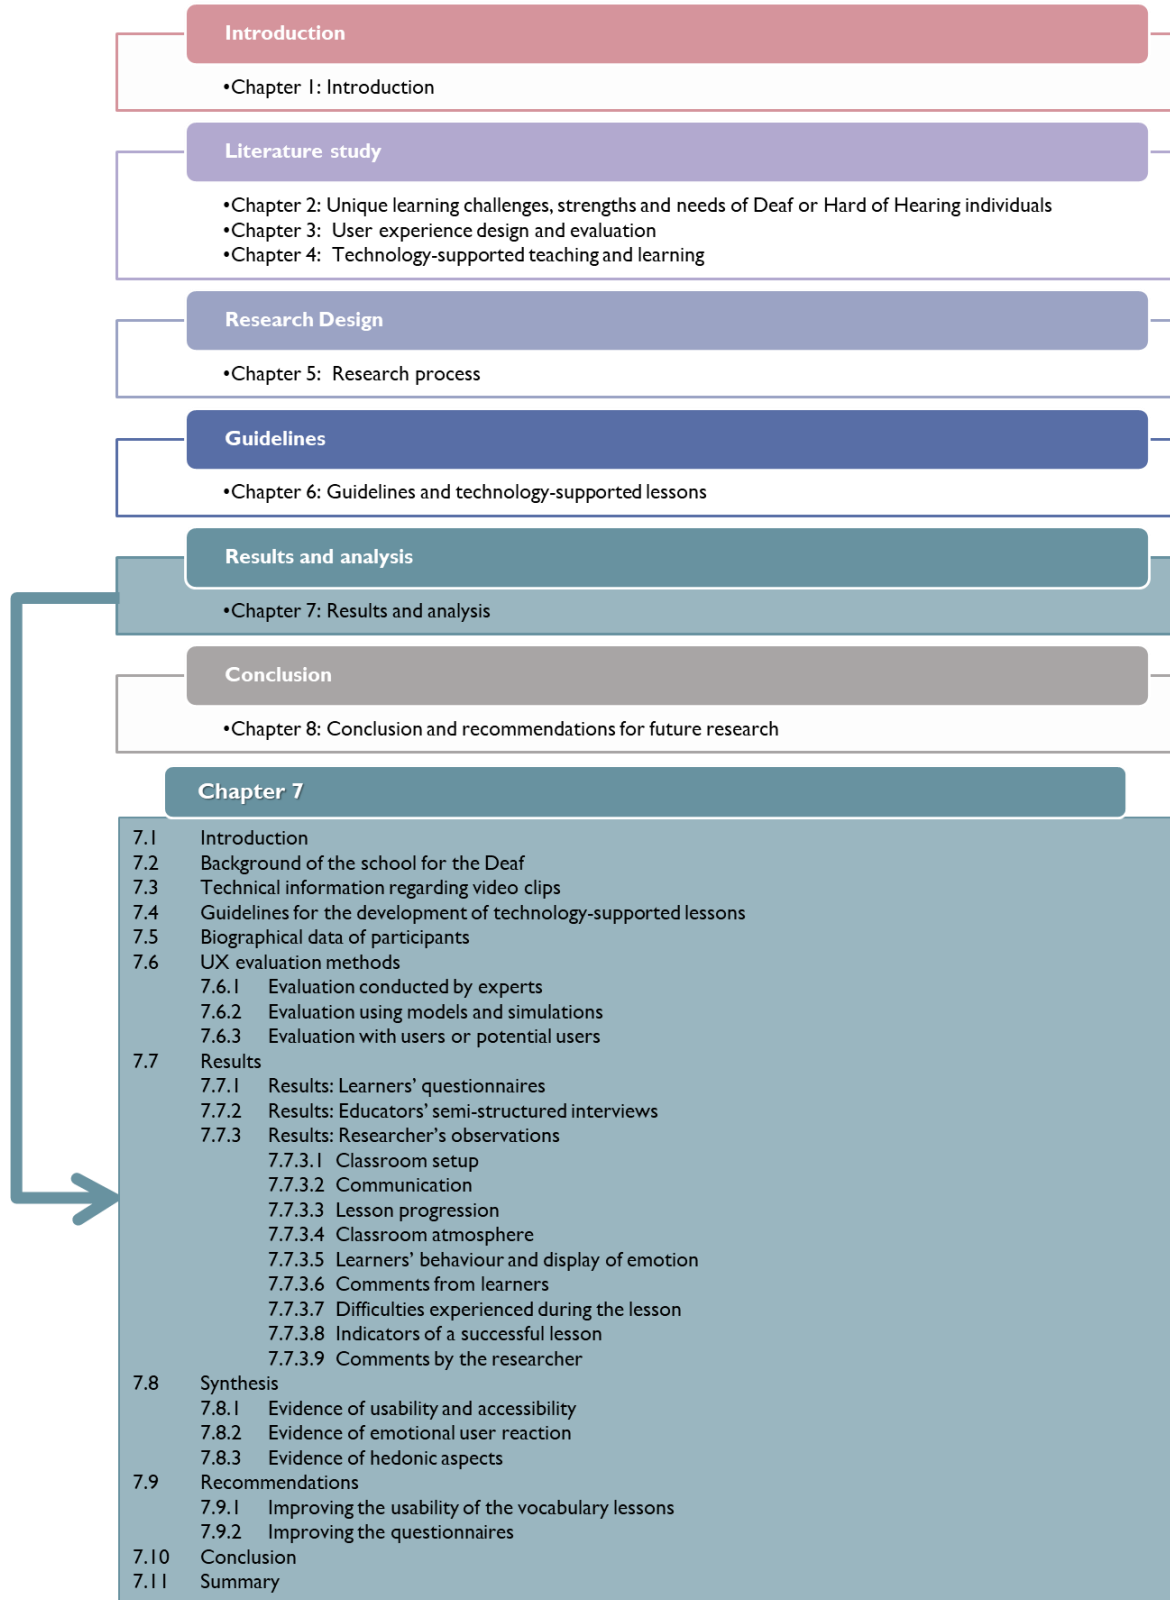 Introduction
•Chapter 1: Introduction
Literature study
•Chapter 2: Unique learning challenges, strengths and needs of Deaf or Hard of Hearing individuals
•Chapter 3: User experience design and evaluation
•Chapter 4: Technology-supported teaching and learning
Research Design
•Chapter 5: Research process
Guidelines
•Chapter 6: Guidelines and technology-supported lessons
Results and analysis
•Chapter 7: Results and analysis
Conclusion
•Chapter 8: Conclusion and recommendations for future research
Chapter 7
7.1 Introduction
7.2 Background of the school for the Deaf
7.3 Technical information regarding video clips
7.4 Guidelines for the development of technology-supported lessons
7.5 Biographical data of participants
7.6 UX evaluation methods
7.6.1 Evaluation conducted by experts
7.6.2 Evaluation using models and simulations
7.6.3 Evaluation with users or potential users
7.7 Results
7.7.1 Results: Learners’ questionnaires
7.7.2 Results: Educators’ semi-structured interviews
7.7.3 Results: Researcher’s observations
7.7.3.1 Classroom setup
7.7.3.2 Communication
7.7.3.3 Lesson progression
7.7.3.4 Classroom atmosphere
7.7.3.5 Learners’ behaviour and display of emotion
7.7.3.6 Comments from learners
7.7.3.7 Difficulties experienced during the lesson
7.7.3.8 Indicators of a successful lesson
7.7.3.9 Comments by the researcher
7.8 Synthesis
7.8.1 Evidence of usability and accessibility
7.8.2 Evidence of emotional user reaction
7.8.3 Evidence of hedonic aspects
7.9 Recommendations
7.9.1 Improving the usability of the vocabulary lessons
7.9.2 Improving the questionnaires
7.10 Conclusion
7.11 Summary